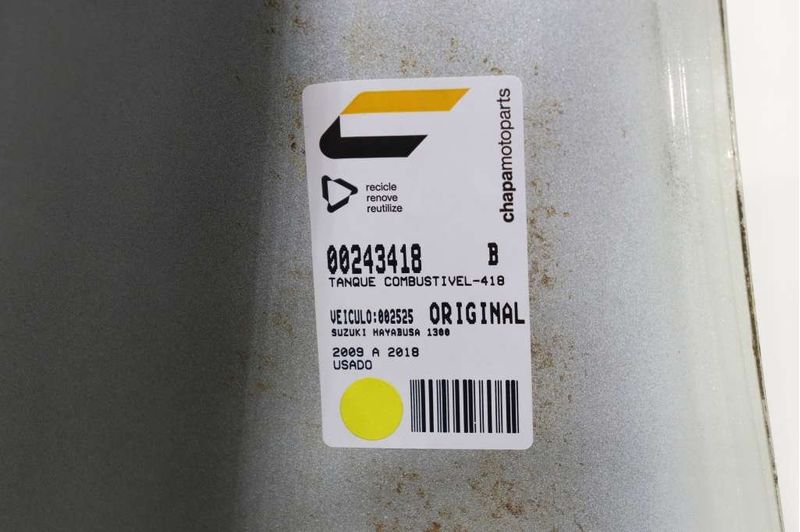 chapamotoparts
recicle
renove
reutilize
00243418 B
TANQUE COMBUSTIVEL-418
VEICULO:002525 ORIGINAL
SUZUKI HAYABUSA 1300
2009 A 2018
USADO